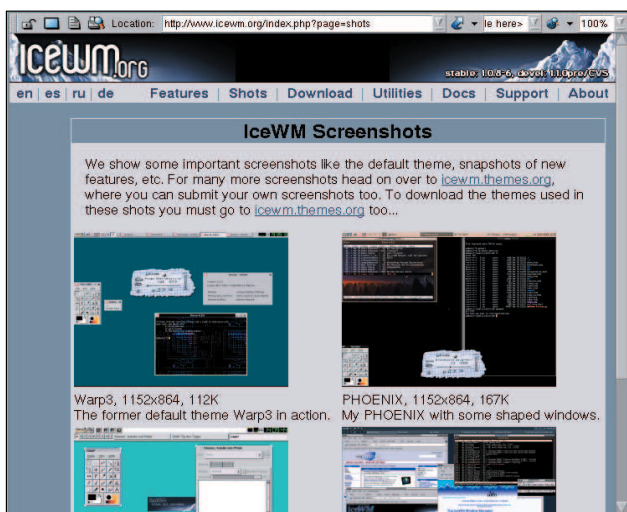 Location: http://www.icewm.org/index.php?page=shots le here> 100%
icewm.org
stable: 1.0.8-6, devel: 1.1.0pre/CVS
en | es | ru | de Features | Shots | Download | Utilities | Docs | Support | About
IceWM Screenshots
We show some important screenshots like the default theme, snapshots of new
features, etc. For many more screenshots head on over to icewm.themes.org,
where you can submit your own screenshots too. To download the themes used in
these shots you must go to icewm.themes.org too...
Warp3, 1152x864, 112K
The former default theme Warp3 in action.
PHOENIX, 1152x864, 167K
My PHOENIX with some shaped windows.